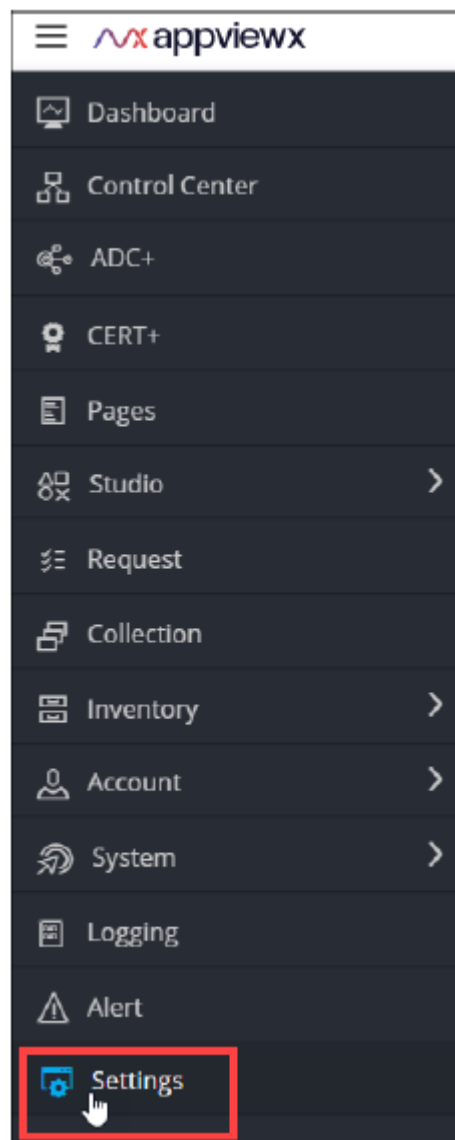 appviewx
Dashboard
Control Center
ADC+
CERT+
Pages
Studio
Request
Collection
Inventory
Account
System
Logging
Alert
Settings